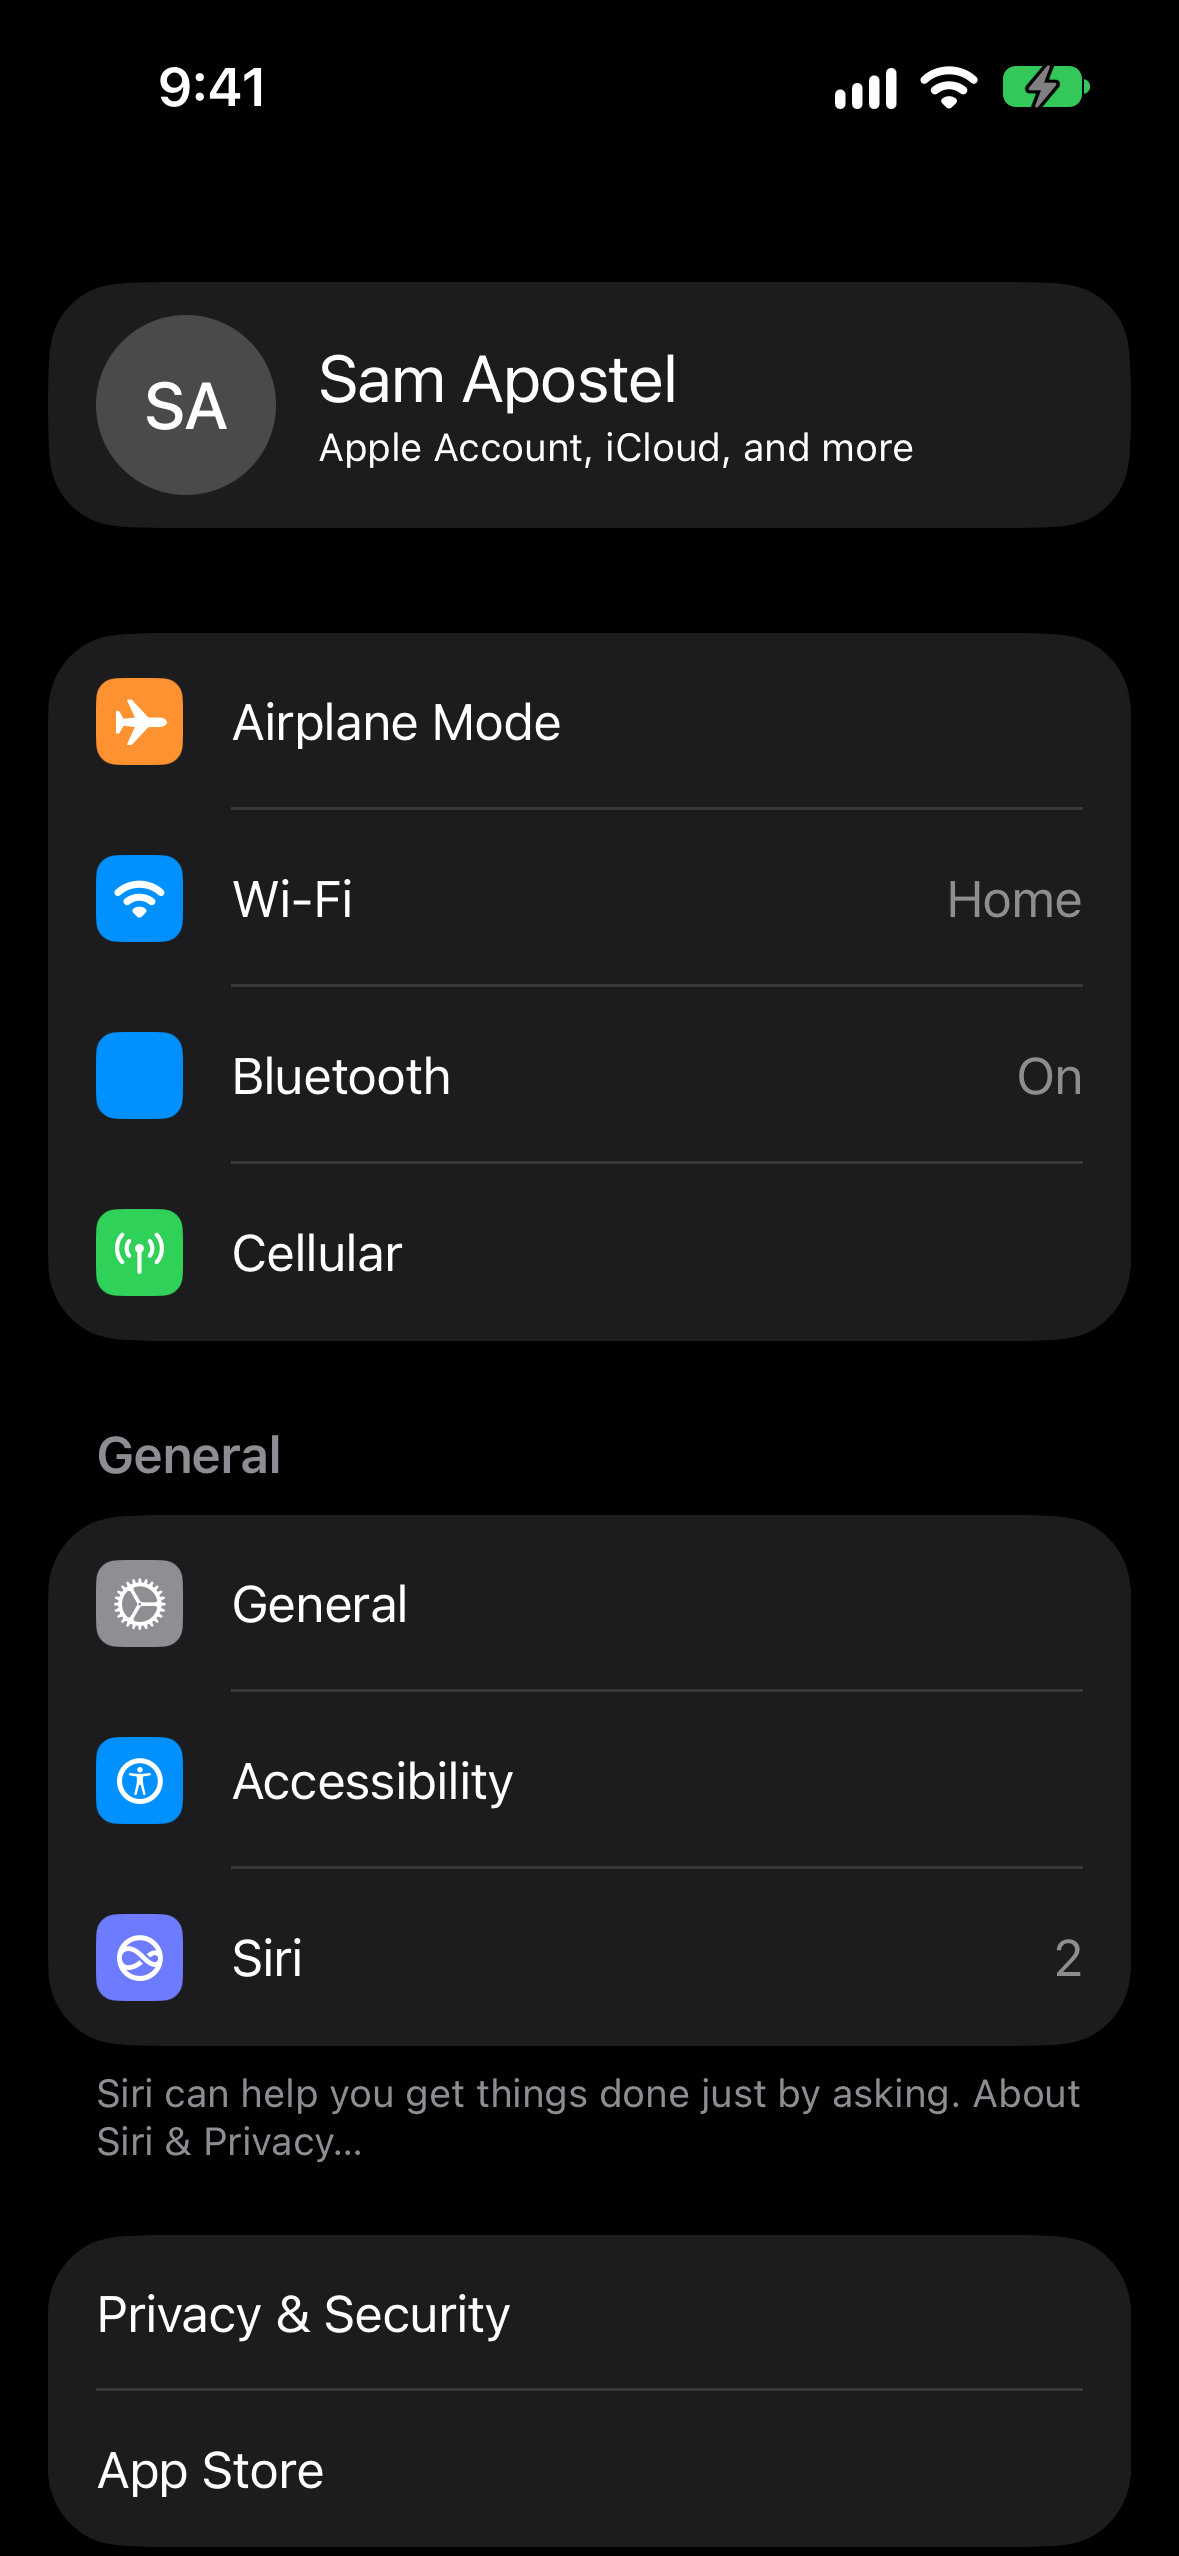 9:41
SA
Sam Apostel
Apple Account, iCloud, and more
Airplane Mode
Wi-Fi
Home
Bluetooth
On
Cellular
General
General
Accessibility
Siri
2
Siri can help you get things done just by asking. About
Siri & Privacy...
Privacy & Security
App Store